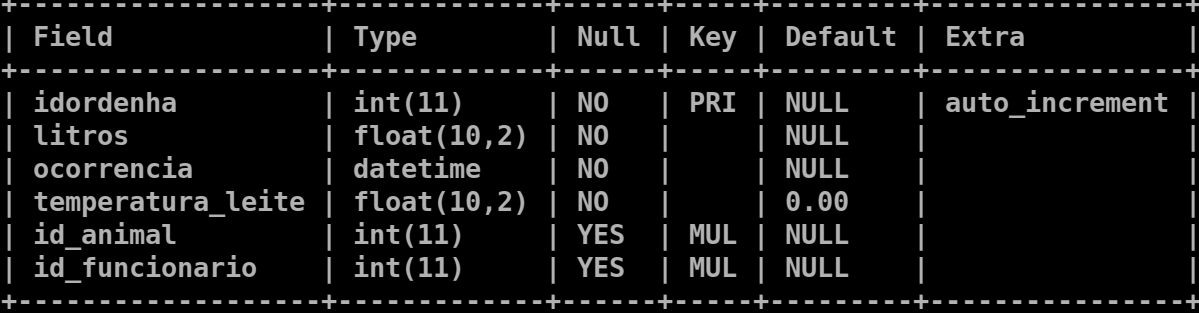 +-------------------+-------------+------+-----+---------+----------------+
| Field             | Type        | Null | Key | Default | Extra          |
+-------------------+-------------+------+-----+---------+----------------+
| idordenha         | int(11)     | NO   | PRI | NULL    | auto_increment |
| litros            | float(10,2) | NO   |     | NULL    |                |
| ocorrencia        | datetime    | NO   |     | NULL    |                |
| temperatura_leite | float(10,2) | NO   |     | 0.00    |                |
| id_animal         | int(11)     | YES  | MUL | NULL    |                |
| id_funcionario    | int(11)     | YES  | MUL | NULL    |                |
+-------------------+-------------+------+-----+---------+----------------+